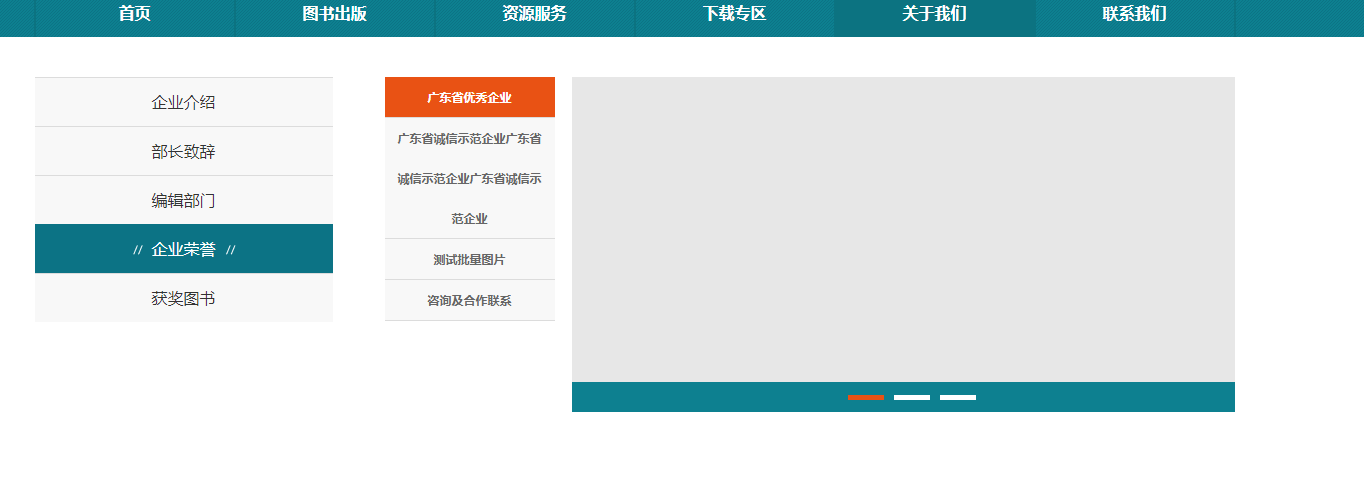 首页
图书出版
资源服务
下载专区
关于我们
联系我们
企业介绍
部长致辞
编辑部门
// 企业荣誉 //
获奖图书
广东省优秀企业
广东省诚信示范企业广东省
诚信示范企业广东省诚信示
范企业
测试批量图片
咨询及合作联系